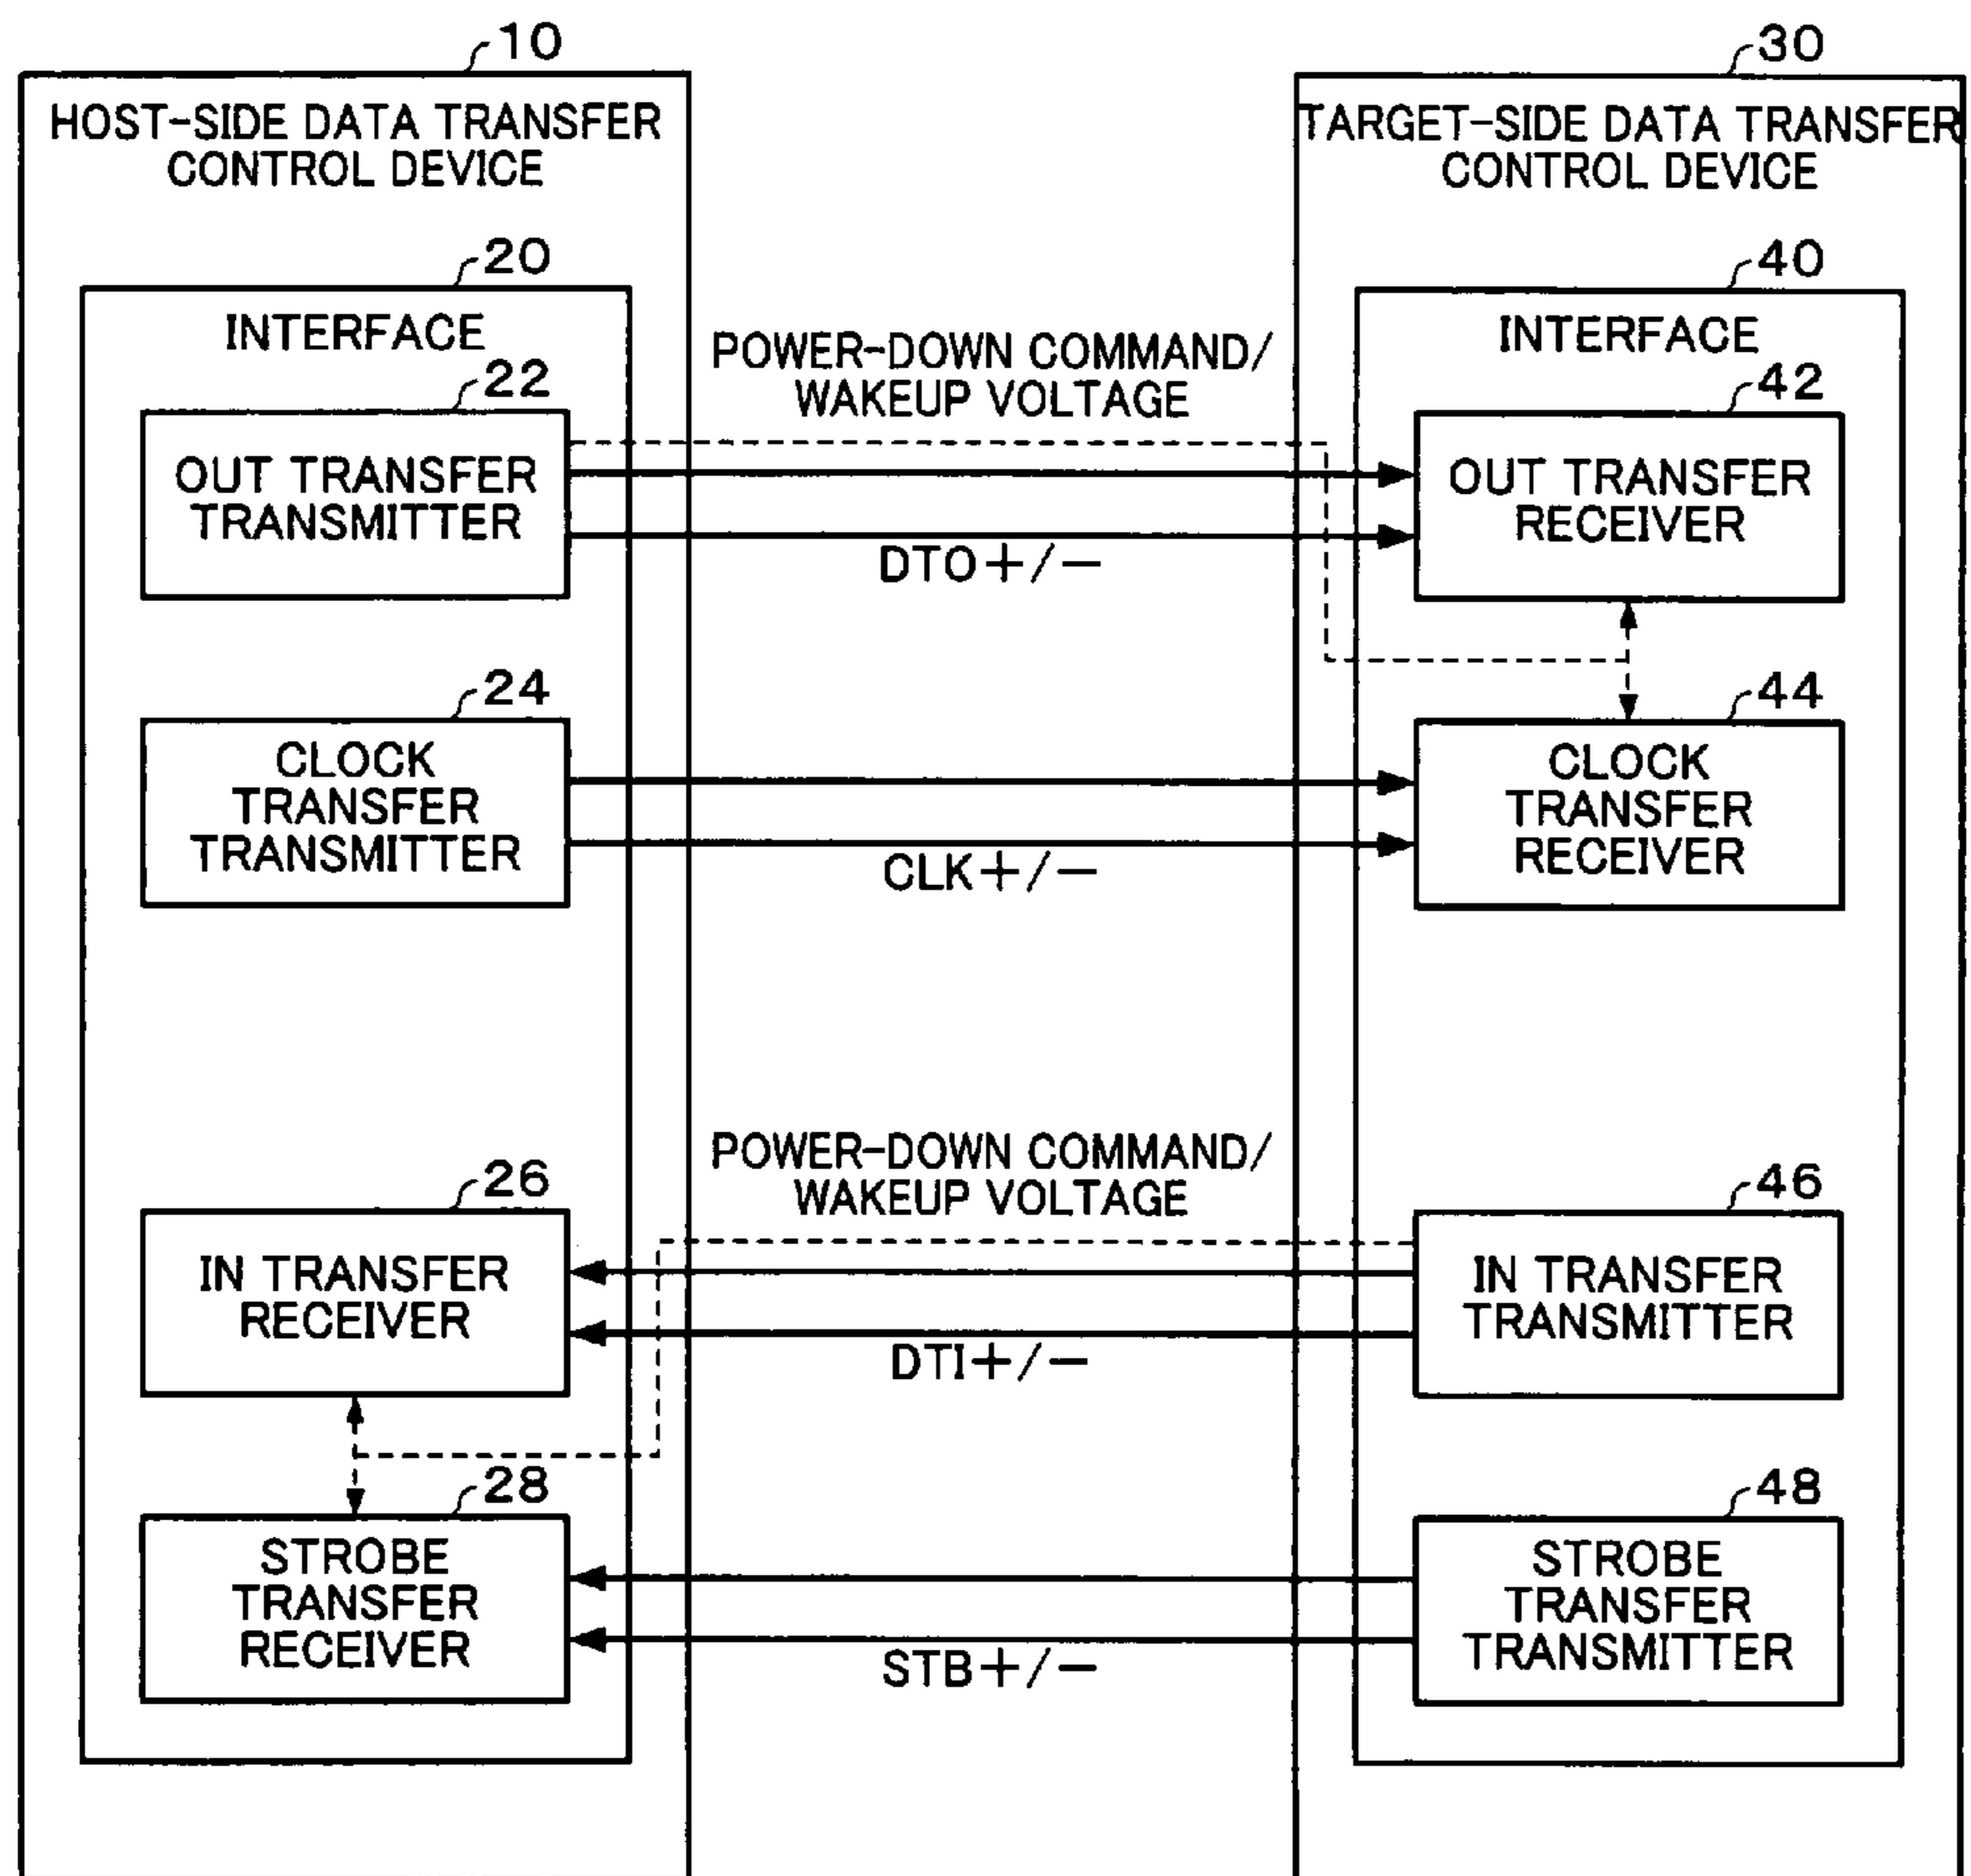 10
HOST-SIDE DATA TRANSFER
CONTROL DEVICE
20
INTERFACE
22
OUT TRANSFER
TRANSMITTER
24
CLOCK
TRANSFER
TRANSMITTER
26
IN TRANSFER
RECEIVER
28
STROBE
TRANSFER
RECEIVER
POWER-DOWN COMMAND/
WAKEUP VOLTAGE
DTO+/−
CLK+/−
POWER-DOWN COMMAND/
WAKEUP VOLTAGE
DTI+/−
STB+/−
30
TARGET-SIDE DATA TRANSFER
CONTROL DEVICE
40
INTERFACE
42
OUT TRANSFER
RECEIVER
44
CLOCK
TRANSFER
RECEIVER
46
IN TRANSFER
TRANSMITTER
48
STROBE
TRANSFER
TRANSMITTER